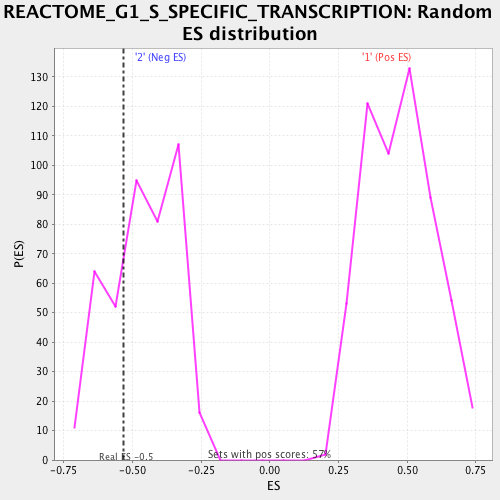 REACTOME_G1_S_SPECIFIC_TRANSCRIPTION: Random
ES distribution
'2' (Neg ES)
'1' (Pos ES)
130
120
110
100
90
80
70
60
50
40
30
20
10
0
P(ES)
Real ES -0.5
Sets with pos scores: 57%
-0.75
-0.50
-0.25
0.00
0.25
0.50
0.75
ES